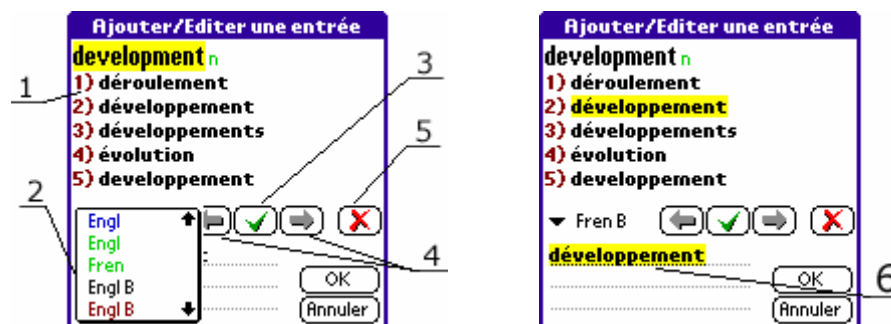 Ajouter/Editer une entrée
development n
1) déroulement
2) développement
3) développements
4) évolution
5) developpement
Engl
Engl
Fren
Engl B
Engl B
OK
Annuler
1
2
3
4
5
Ajouter/Editer une entrée
development n
1) déroulement
2) développement
3) développements
4) évolution
5) developpement
Fren B
développement
OK
Annuler
6